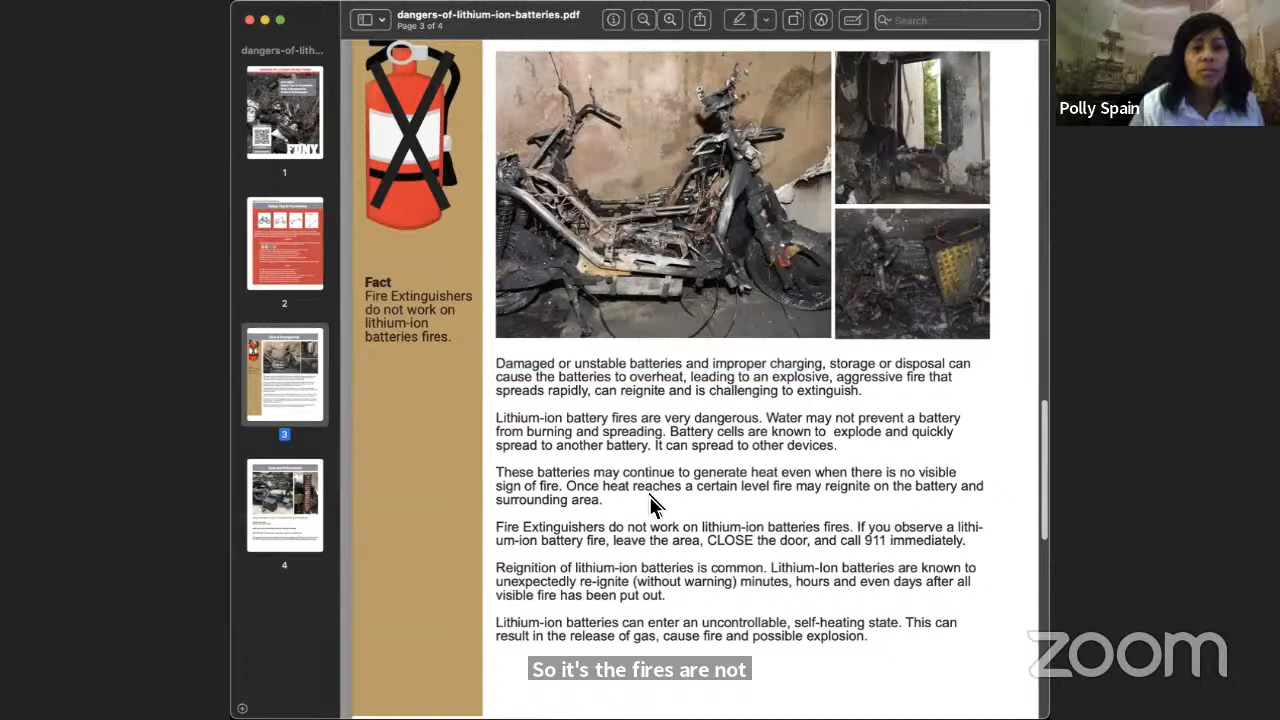 dangers-of-lithium-ion-batteries.pdf
Page 3 of 4
Search
dangers-of-lith...
FDNY
1
2
3
4
Polly Spain
Fact
Fire Extinguishers
do not work on
lithium-ion
batteries fires.
Damaged or unstable batteries and improper charging, storage or disposal can
cause the batteries to overheat, leading to an explosive, aggressive fire that
spreads rapidly, can reignite and is challenging to extinguish.
Lithium-ion battery fires are very dangerous. Water may not prevent a battery
from burning and spreading. Battery cells are known to explode and quickly
spread to another battery. It can spread to other devices.
These batteries may continue to generate heat even when there is no visible
sign of fire. Once heat reaches a certain level fire may reignite on the battery and
surrounding area.
Fire Extinguishers do not work on lithium-ion batteries fires. If you observe a lithi-
um-ion battery fire, leave the area, CLOSE the door, and call 911 immediately.
Reignition of lithium-ion batteries is common. Lithium-Ion batteries are known to
unexpectedly re-ignite (without warning) minutes, hours and even days after all
visible fire has been put out.
Lithium-ion batteries can enter an uncontrollable, self-heating state. This can
result in the release of gas, cause fire and possible explosion.
So it's the fires are not
zoom